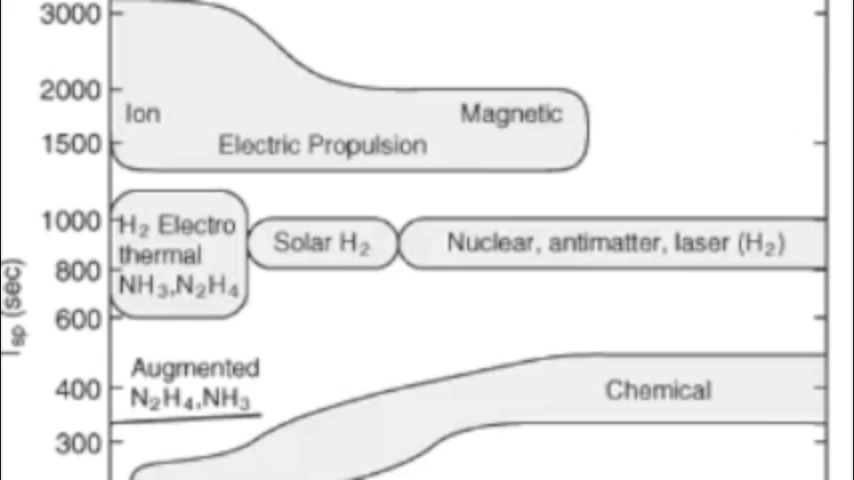 3000
2000
Ion
Magnetic
1500
Electric Propulsion
1000
H₂ Electro
thermal
NH₃,N₂H₄
Solar H₂
Nuclear, antimatter, laser (H₂)
800
600
Isp (sec)
Augmented
N₂H₄,NH₃
400
Chemical
300